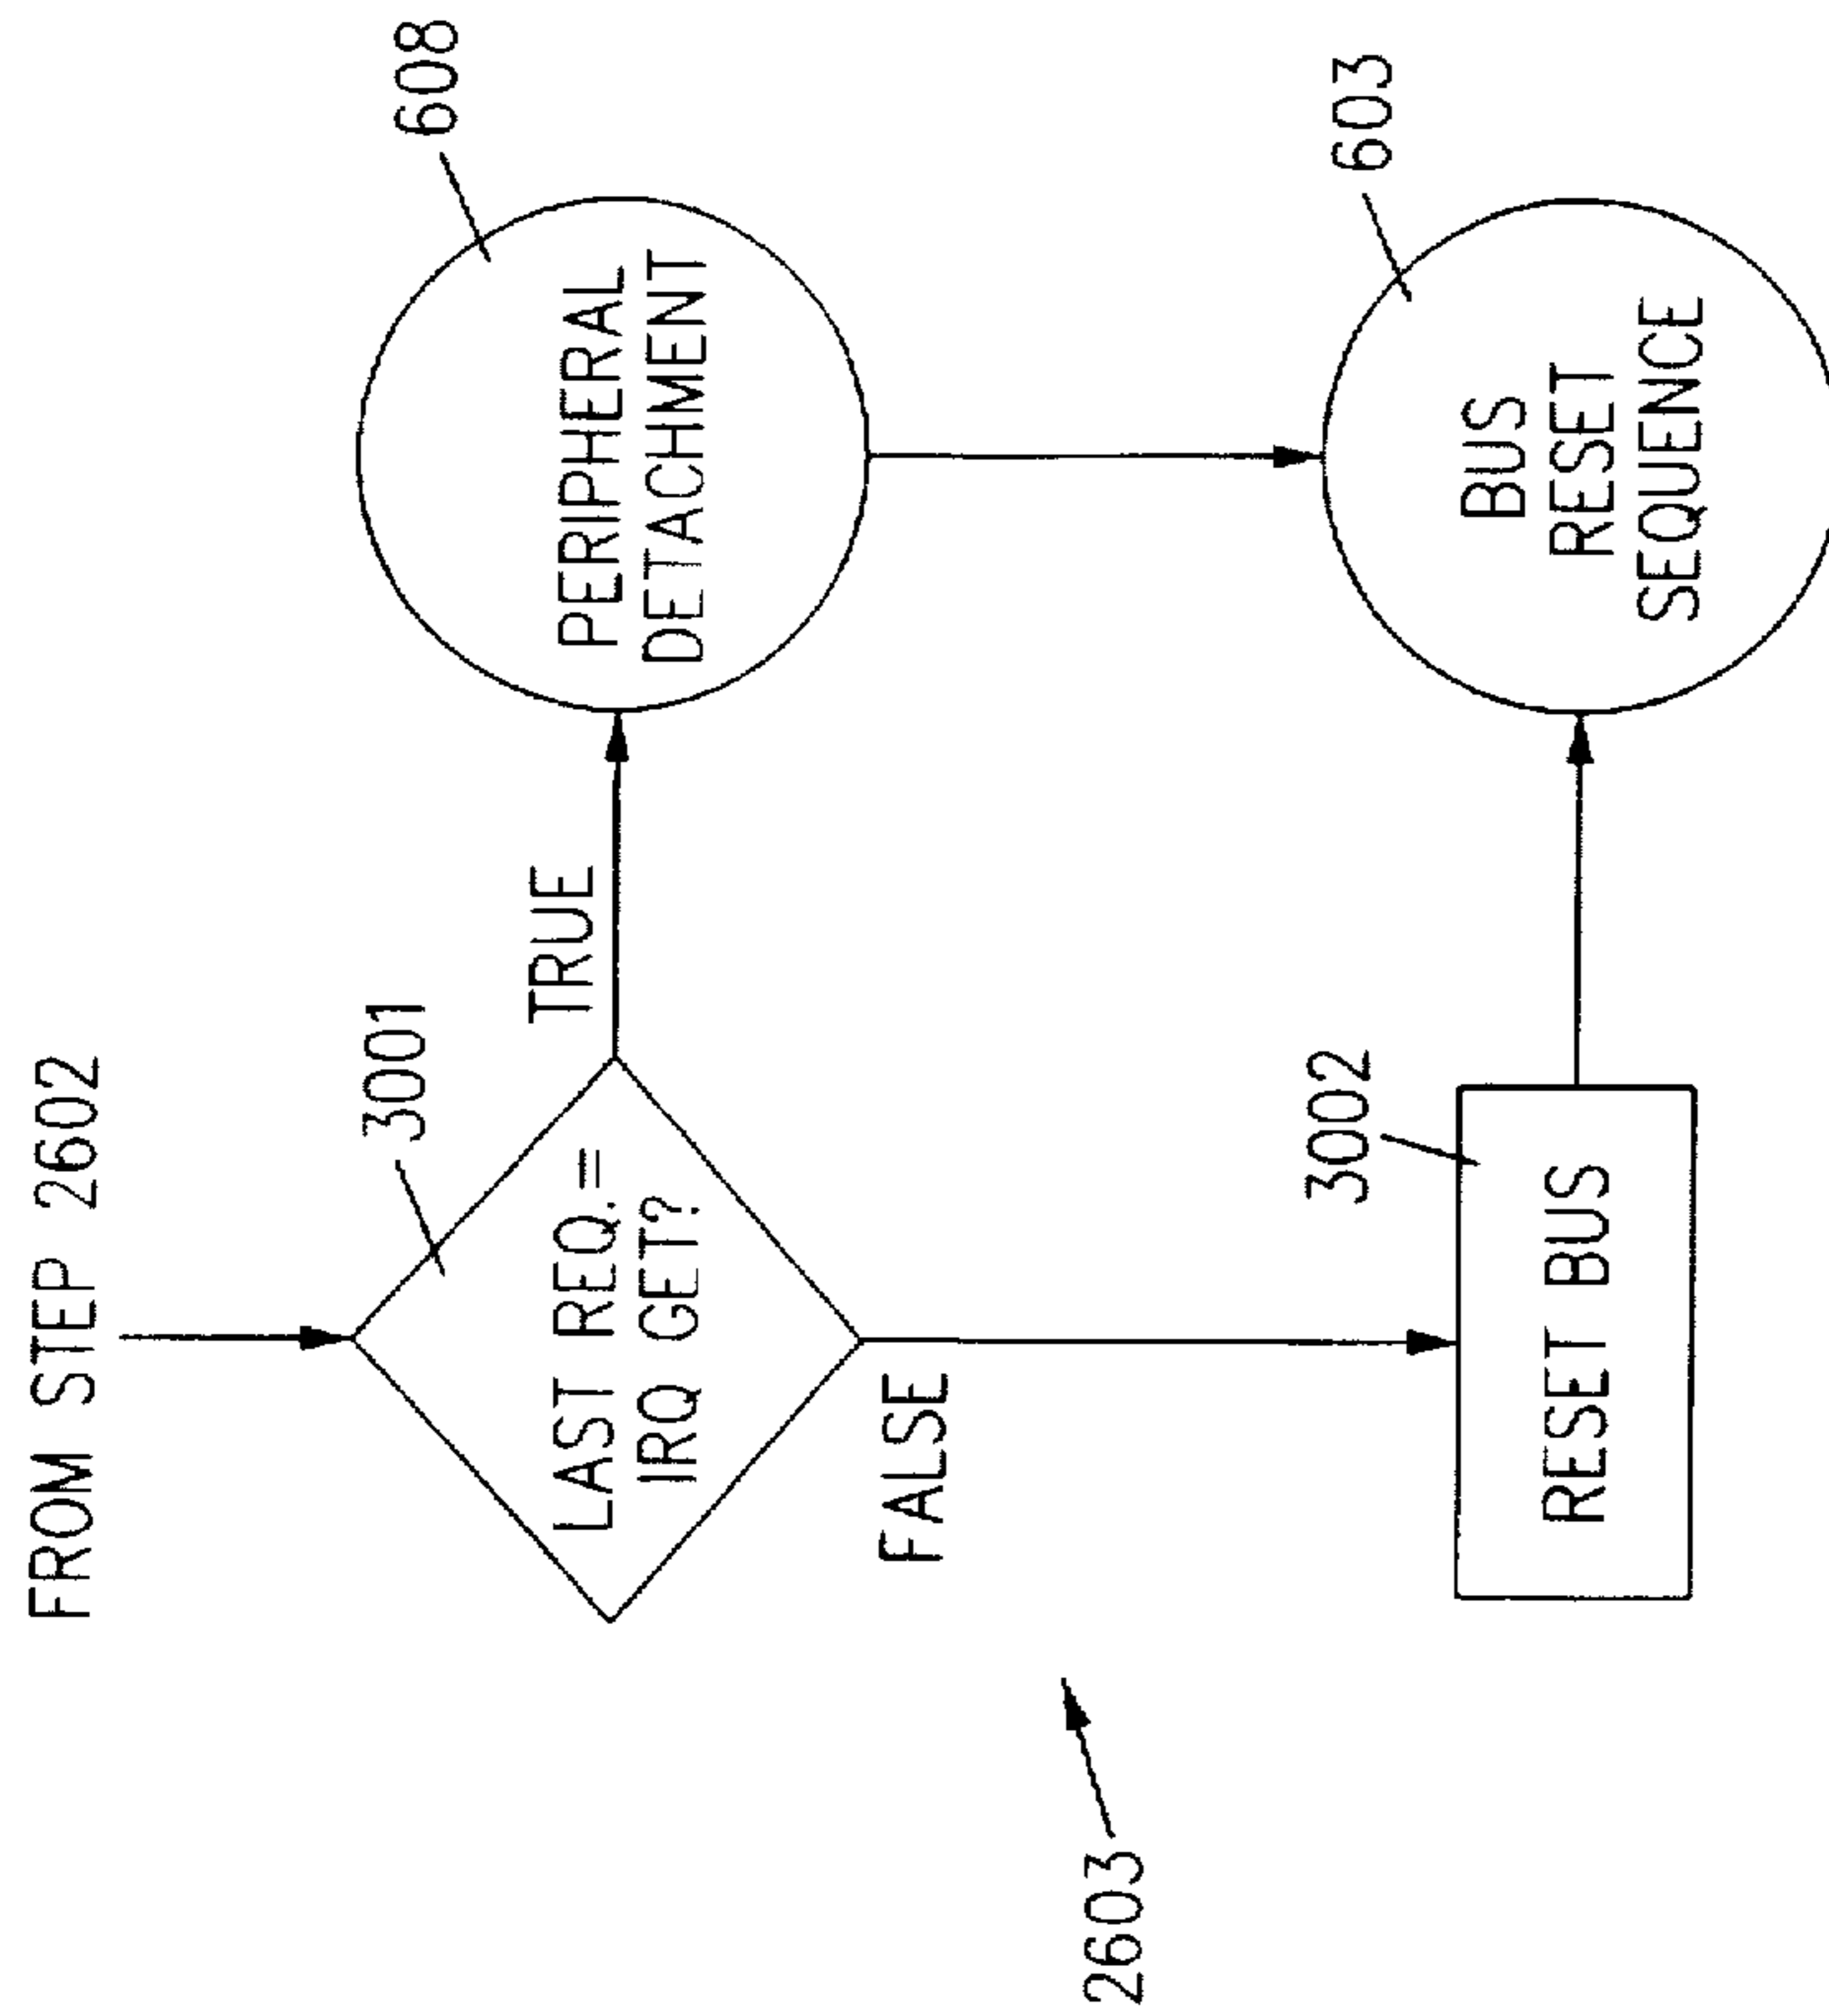 FROM STEP 2602
3001
LAST REQ. =
IRQ GET?
TRUE
608
PERIPHERAL
DETACHMENT
FALSE
3002
RESET BUS
603
BUS
RESET
SEQUENCE
2603